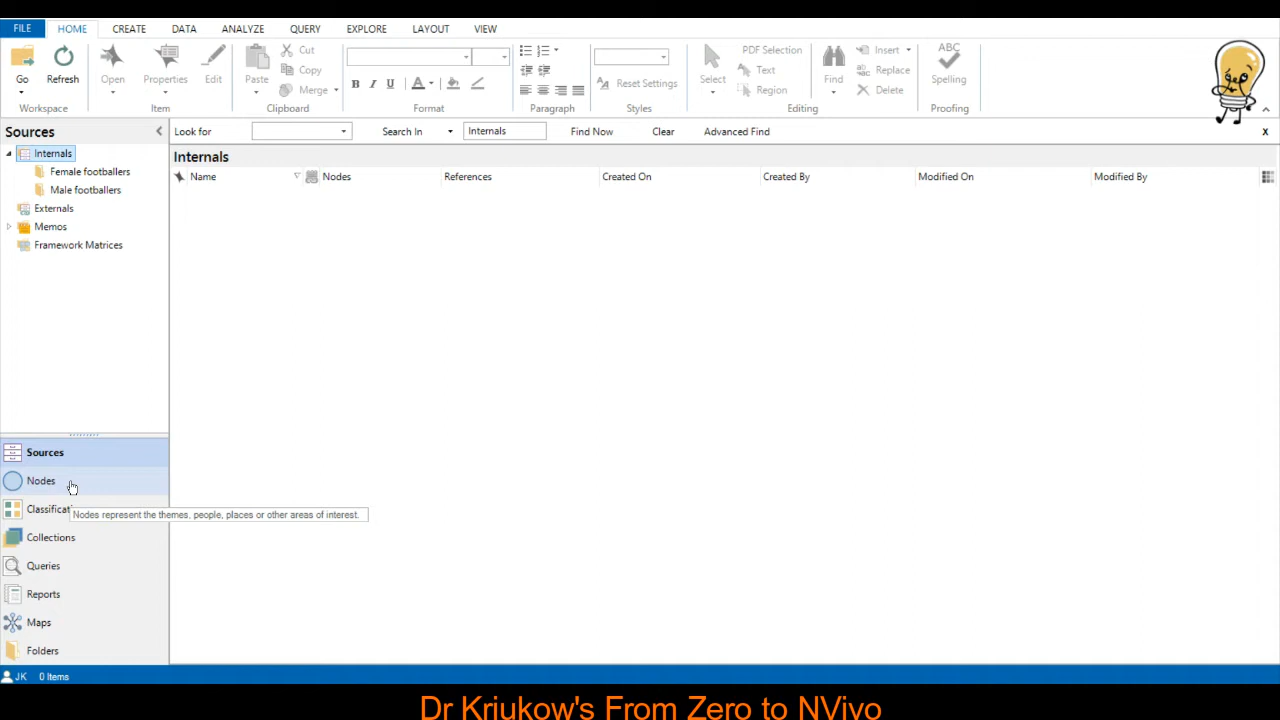 FILE HOME CREATE DATA ANALYZE QUERY EXPLORE LAYOUT VIEW
Go Refresh Open Properties Edit Paste Cut Copy Merge
B I U A
Reset Settings
Select PDF Selection Text Region Find Insert Replace Delete
ABC Spelling
Workspace Item Clipboard Format Paragraph Styles Editing Proofing
Sources
Look for Search In Internals Find Now Clear Advanced Find x
Internals
Female footballers
Male footballers
Externals
Memos
Framework Matrices
Internals
Name Nodes References Created On Created By Modified On Modified By
Sources
Nodes
Classificat
Nodes represent the themes, people, places or other areas of interest.
Collections
Queries
Reports
Maps
Folders
JK 0 Items
Dr Kriukow's From Zero to NVivo